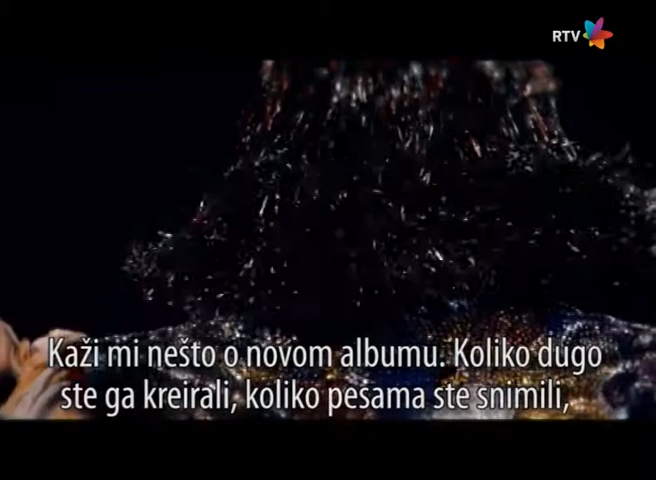 RTV
Kaži mi nešto o novom albumu. Koliko dugo
ste ga kreirali, koliko pesama ste snimili,